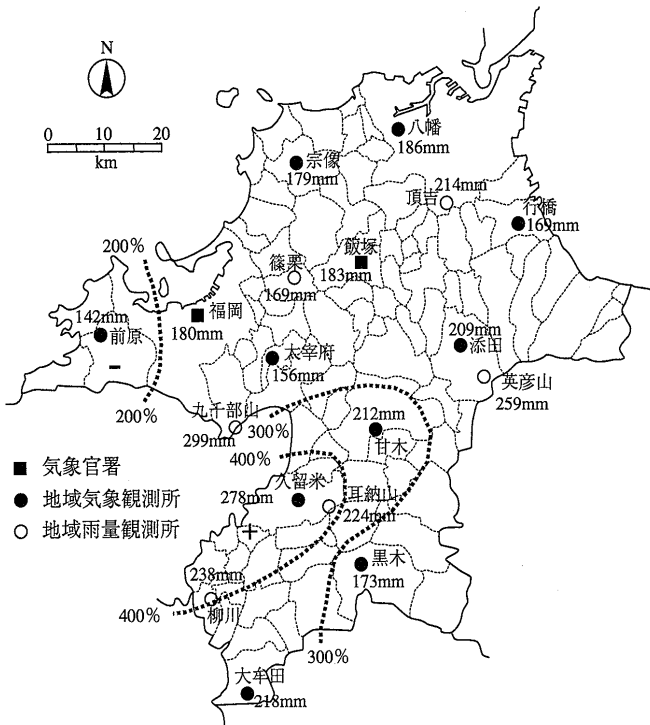 N
0 10 20
km
八幡
186mm
宗像
179mm
214mm
頂吉
行橋
169mm
飯塚
183mm
篠栗
169mm
200%
福岡
180mm
142mm
前原
太宰府
156mm
209mm
添田
英彦山
259mm
200%
九千部山
299mm
300%
212mm
甘木
400%
久留米
278mm
耳納山
224mm
+
-
■ 気象官署
● 地域気象観測所
○ 地域雨量観測所
黒木
173mm
238mm
柳川
400%
300%
大牟田
218mm